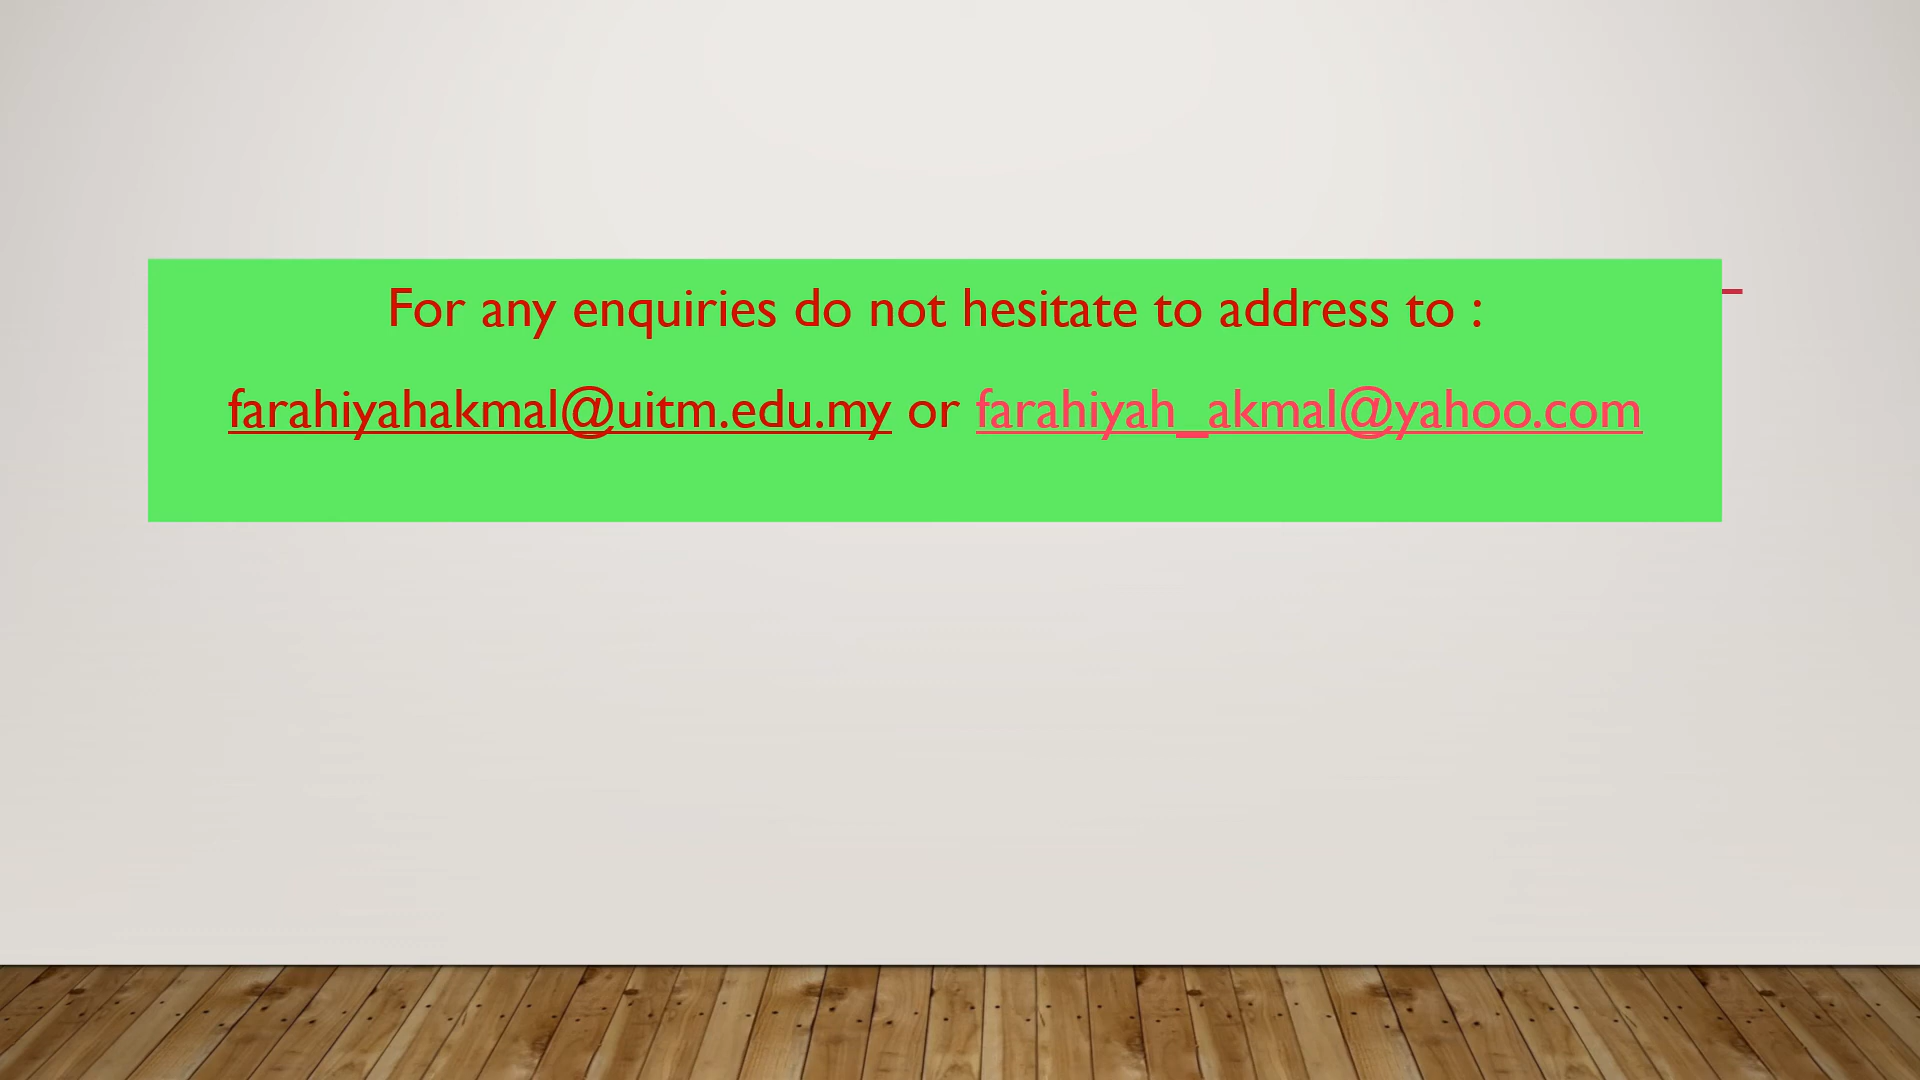 For any enquiries do not hesitate to address to :
farahiyahakmal@uitm.edu.my or farahiyah_akmal@yahoo.com